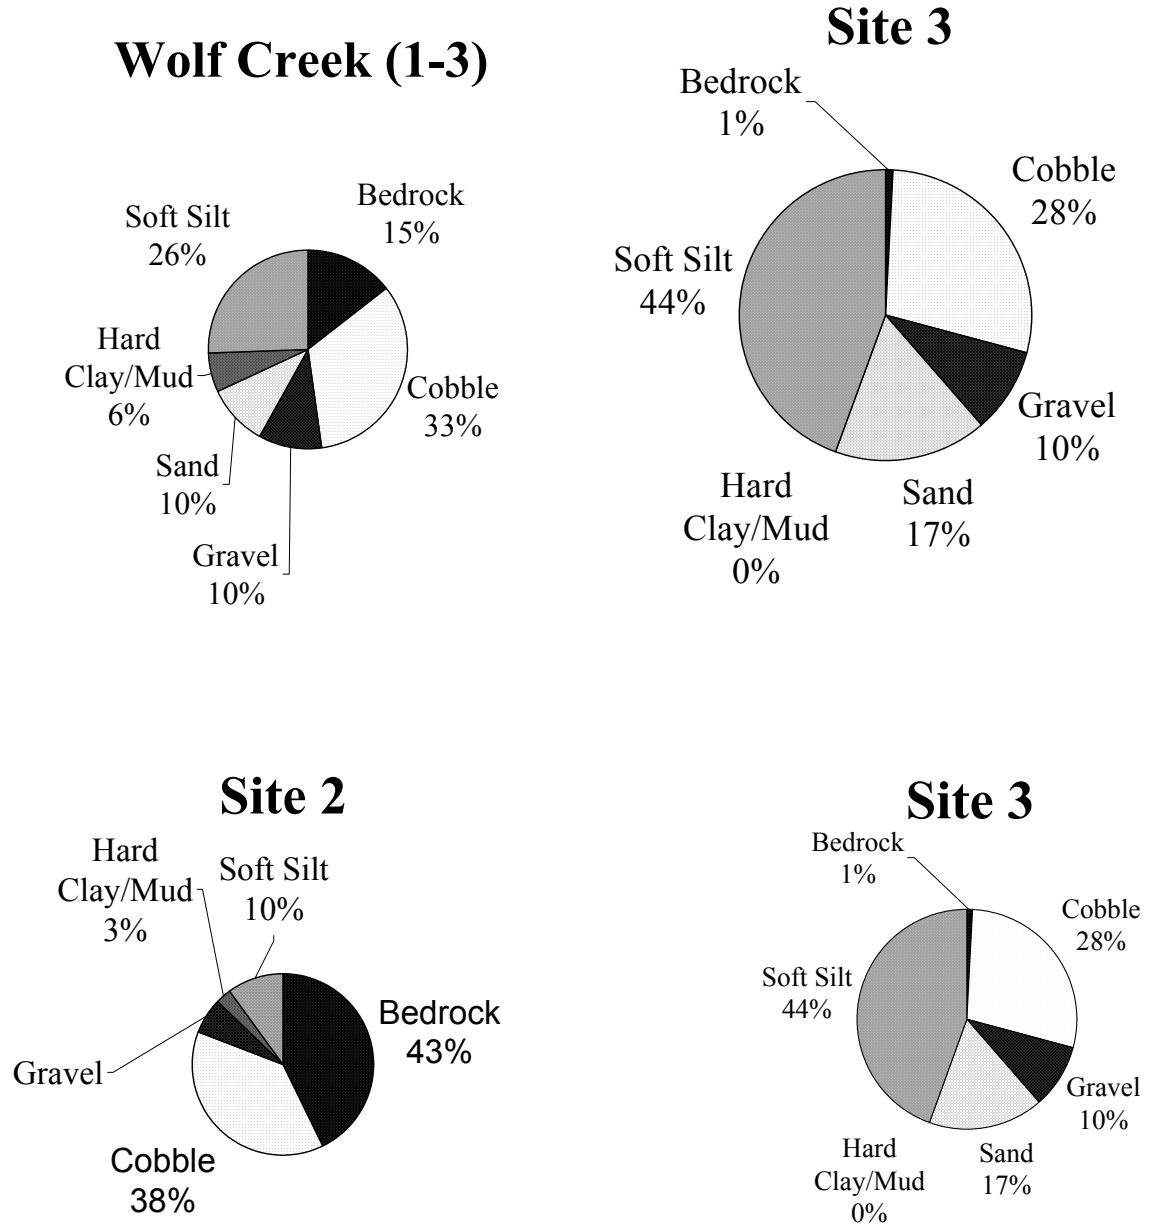 Wolf Creek (1-3)
Bedrock
15%
Cobble
33%
Gravel
10%
Sand
10%
Hard
Clay/Mud
6%
Soft Silt
26%
Site 3
Bedrock
1%
Cobble
28%
Gravel
10%
Sand
17%
Hard
Clay/Mud
0%
Soft Silt
44%
Site 2
Hard
Clay/Mud
3%
Soft Silt
10%
Bedrock
43%
Gravel
Cobble
38%
Site 3
Bedrock
1%
Cobble
28%
Gravel
10%
Sand
17%
Hard
Clay/Mud
0%
Soft Silt
44%